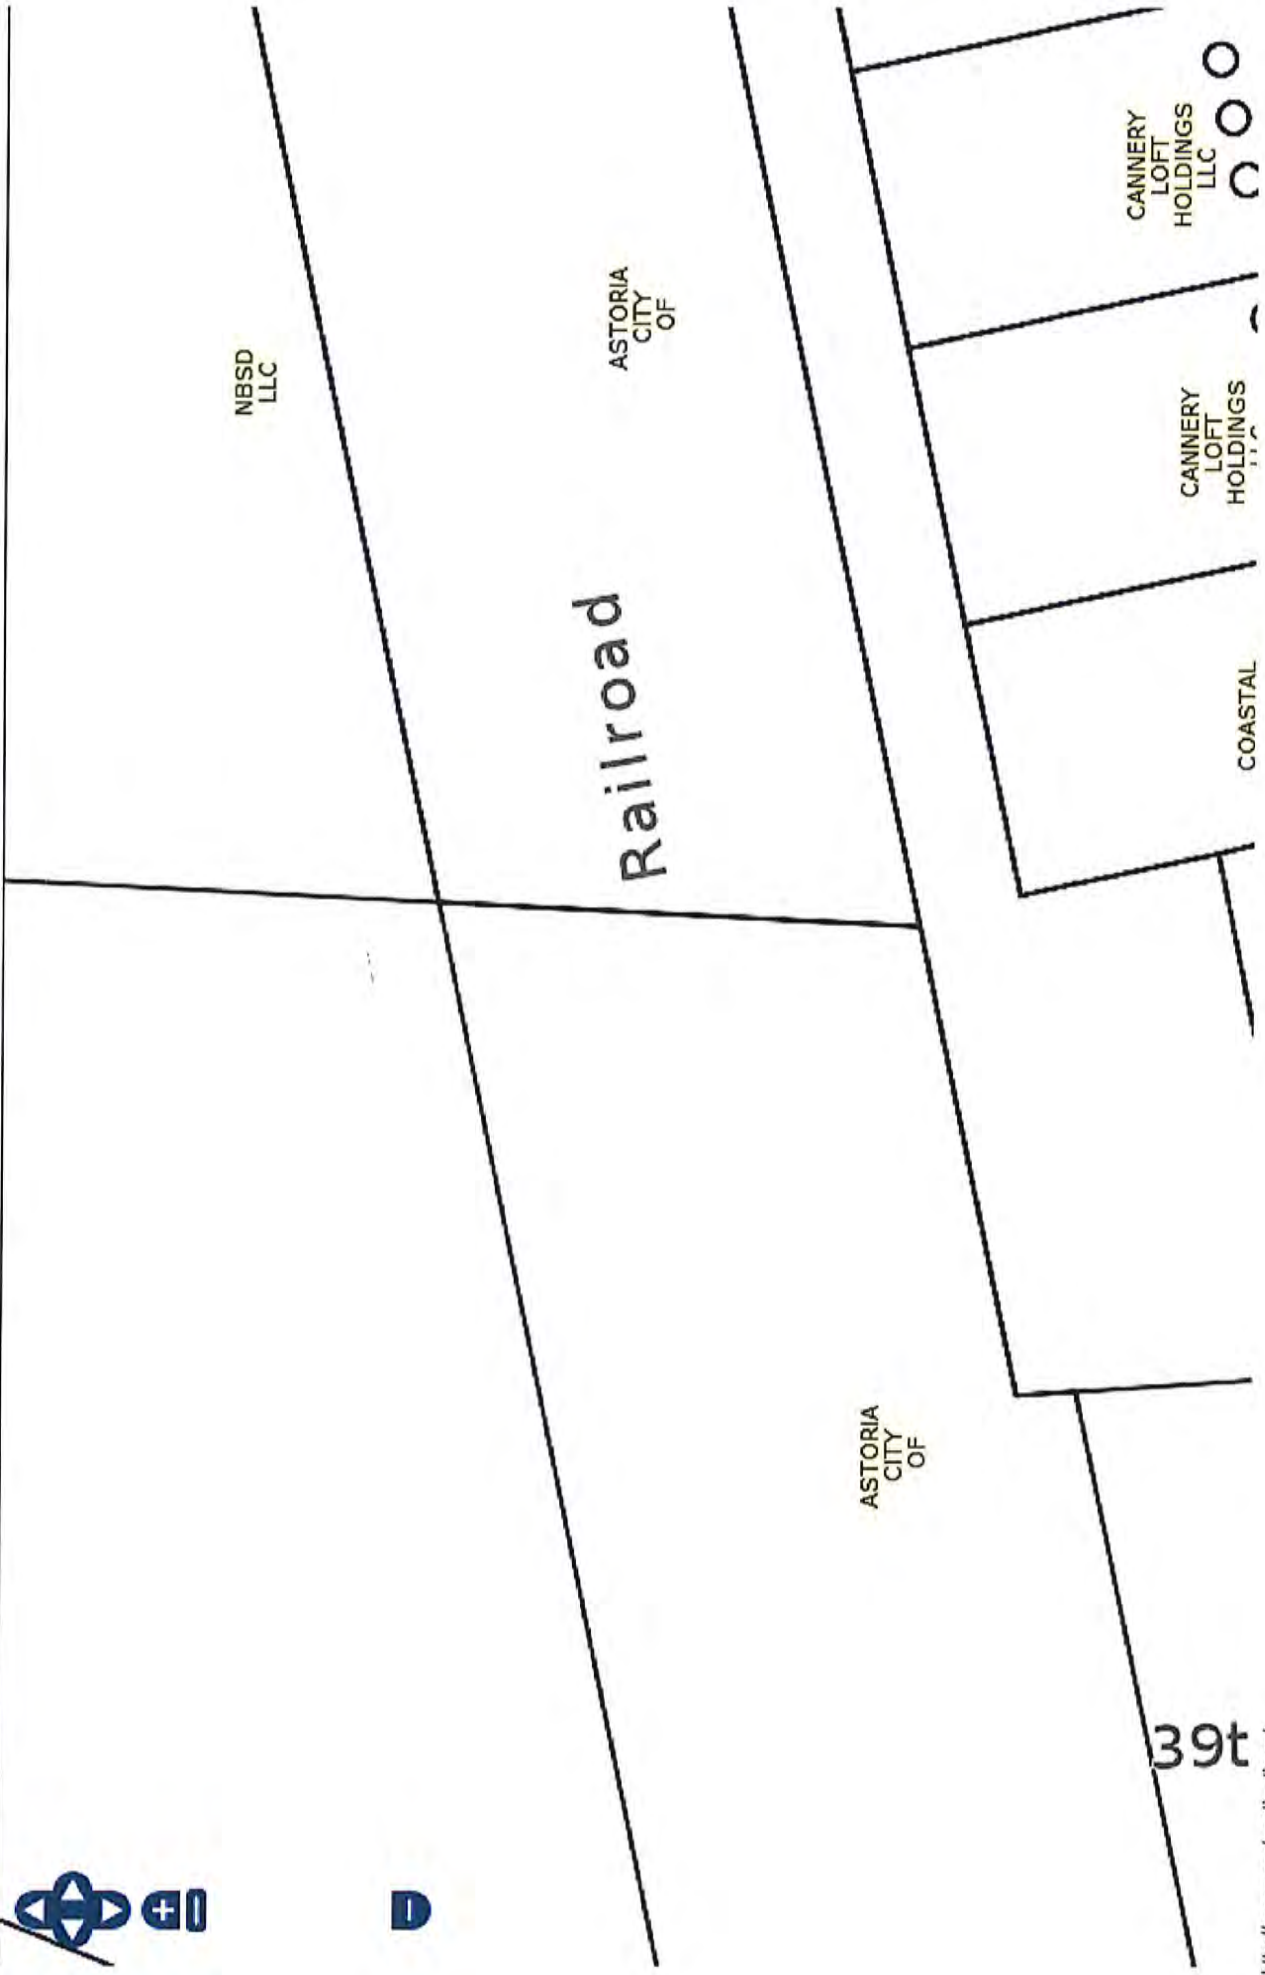 NBSD
LLC
ASTORIA
CITY
OF
Railroad
CANNERY
LOFT
HOLDINGS
LLC
CANNERY
LOFT
HOLDINGS
COASTAL
ASTORIA
CITY
OF
39t